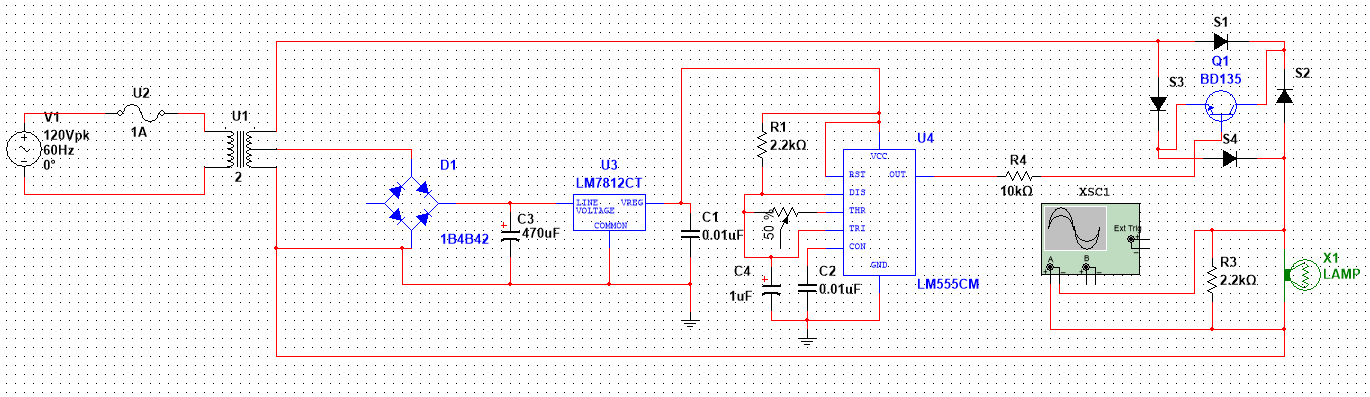 V1
120Vpk
60Hz
0°
U2
1A
U1
2
D1
1B4B42
C3
470uF
U3
LM7812CT
LINE VREG
VOLTAGE
COMMON
C1
0.01uF
R1
2.2kΩ
50 %
C4
1uF
C2
0.01uF
U4
VCC
RST OUT
DIS
THR
TRI
CON
GND
LM555CM
R4
10kΩ
XSC1
Ext Trig
A B
S1
Q1
BD135
S3
S2
S4
R3
2.2kΩ
X1
LAMP